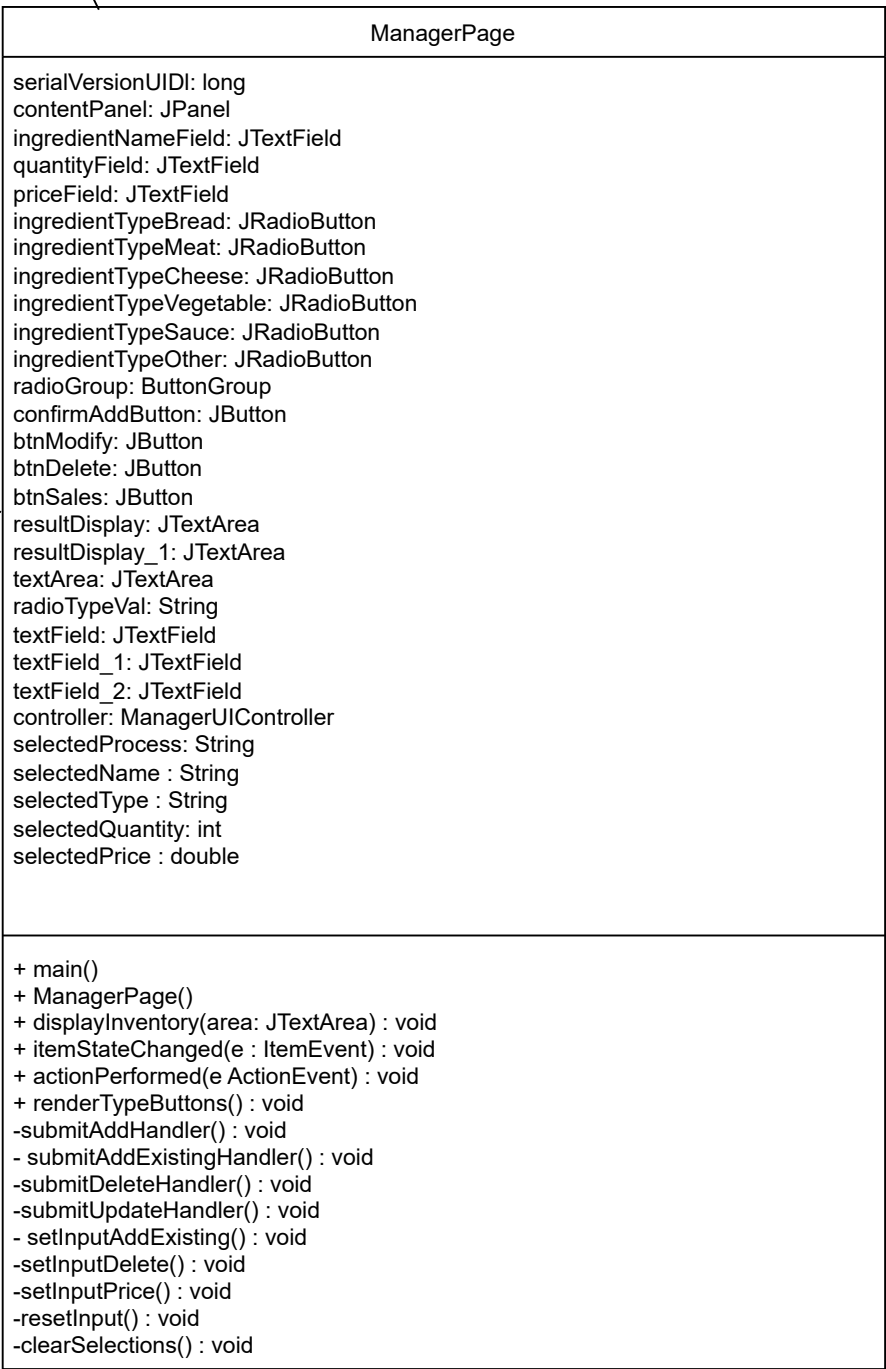 ManagerPage
serialVersionUIDl: long
contentPanel: JPanel
ingredientNameField: JTextField
quantityField: JTextField
priceField: JTextField
ingredientTypeBread: JRadioButton
ingredientTypeMeat: JRadioButton
ingredientTypeCheese: JRadioButton
ingredientTypeVegetable: JRadioButton
ingredientTypeSauce: JRadioButton
ingredientTypeOther: JRadioButton
radioGroup: ButtonGroup
confirmAddButton: JButton
btnModify: JButton
btnDelete: JButton
btnSales: JButton
resultDisplay: JTextArea
resultDisplay_1: JTextArea
textArea: JTextArea
radioTypeVal: String
textField: JTextField
textField_1: JTextField
textField_2: JTextField
controller: ManagerUIController
selectedProcess: String
selectedName : String
selectedType : String
selectedQuantity: int
selectedPrice : double
+ main()
+ ManagerPage()
+ displayInventory(area: JTextArea) : void
+ itemStateChanged(e : ItemEvent) : void
+ actionPerformed(e ActionEvent) : void
+ renderTypeButtons() : void
-submitAddHandler() : void
- submitAddExistingHandler() : void
-submitDeleteHandler() : void
-submitUpdateHandler() : void
- setInputAddExisting() : void
-setInputDelete() : void
-setInputPrice() : void
-resetInput() : void
-clearSelections() : void